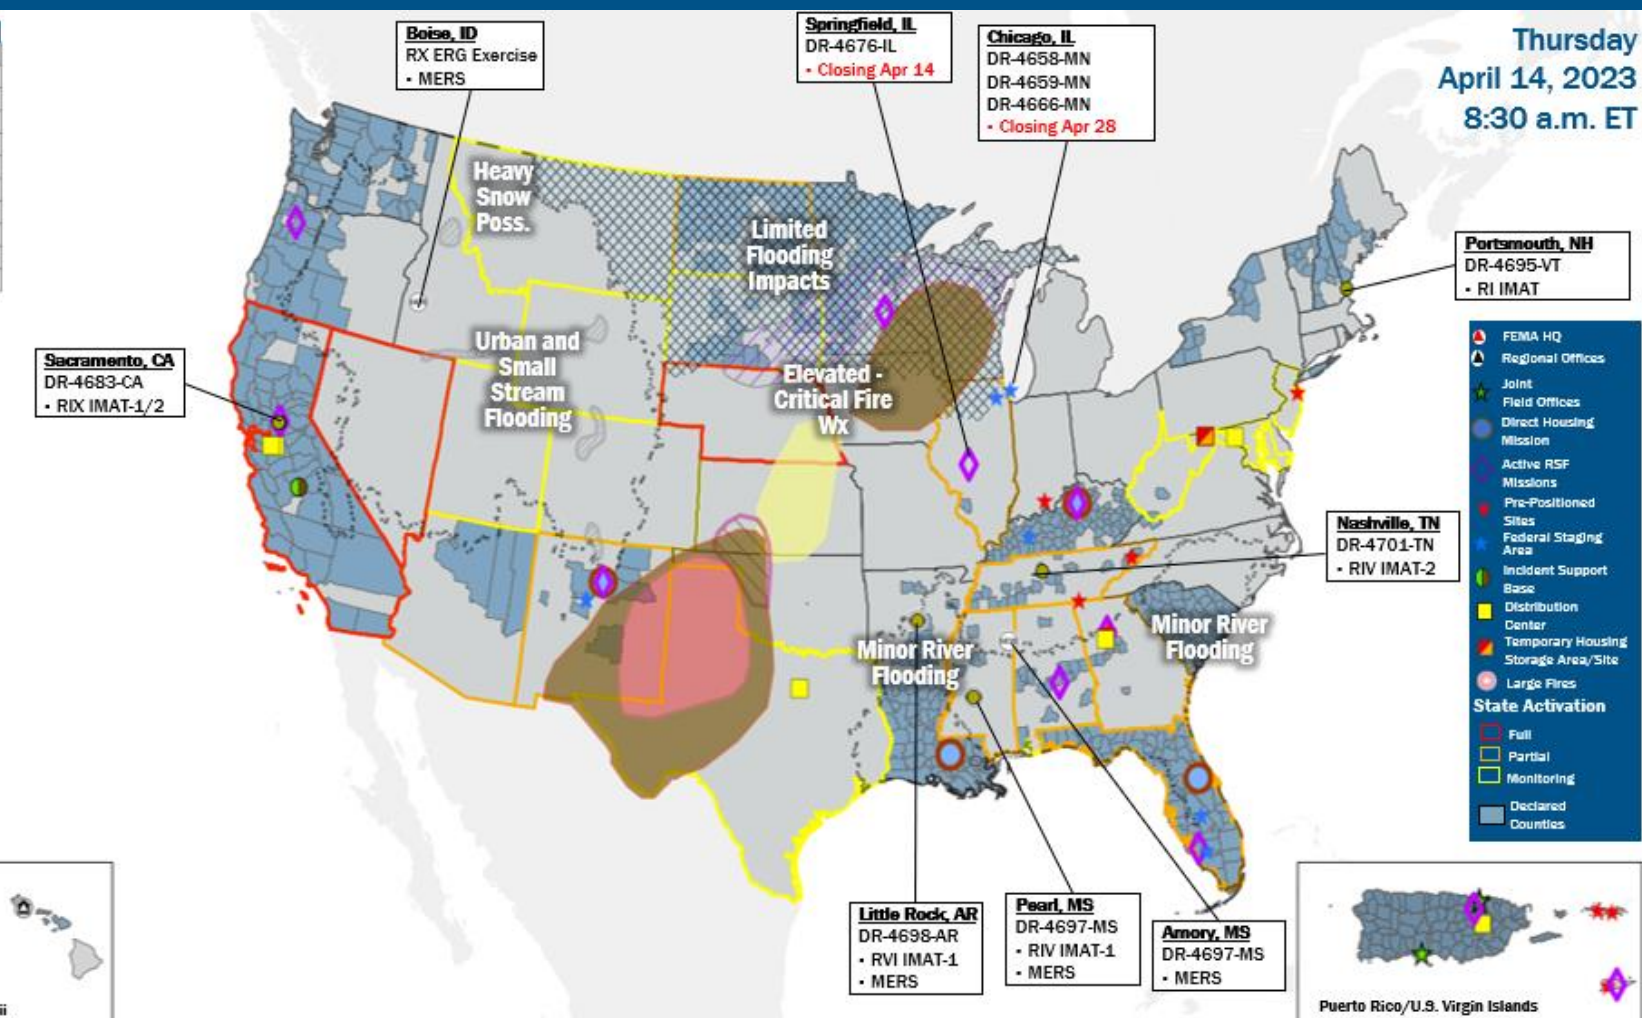 Thursday
April 14, 2023
8:30 a.m. ET
Boise, ID
RX ERG Exercise
• MERS
Springfield, IL
DR-4676-IL
• Closing Apr 14
Chicago, IL
DR-4658-MN
DR-4659-MN
DR-4666-MN
• Closing Apr 28
Heavy
Snow
Poss.
Limited
Flooding
Impacts
Portsmouth, NH
DR-4695-VT
• RI IMAT
Sacramento, CA
DR-4683-CA
• RIX IMAT-1/2
Urban and
Small
Stream
Flooding
Elevated -
Critical Fire
Wx
Nashville, TN
DR-4701-TN
• RIV IMAT-2
Minor River
Flooding
Minor River
Flooding
FEMA HQ
Regional Offices
Joint
Field Offices
Direct Housing
Mission
Active RSF
Missions
Pre-Positioned
Sites
Federal Staging
Area
Incident Support
Base
Distribution
Center
Temporary Housing
Storage Area/Site
Large Fires
State Activation
Full
Partial
Monitoring
Declared
Counties
Little Rock, AR
DR-4698-AR
• RVI IMAT-1
• MERS
Pearl, MS
DR-4697-MS
• RIV IMAT-1
• MERS
Amory, MS
DR-4697-MS
• MERS
ii
Puerto Rico/U.S. Virgin Islands